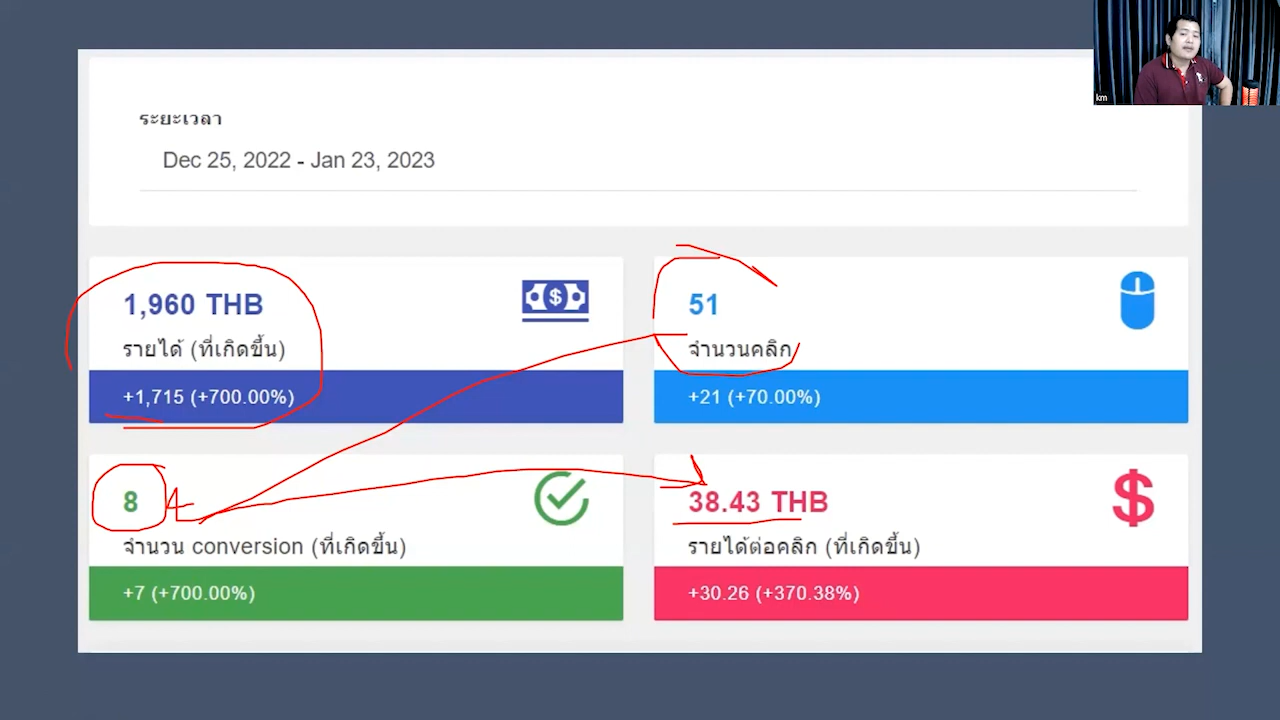 km
ระยะเวลา
Dec 25, 2022 - Jan 23, 2023
1,960 THB
รายได้ (ที่เกิดขึ้น)
+1,715 (+700.00%)
51
จำนวนคลิก
+21 (+70.00%)
8
จำนวน conversion (ที่เกิดขึ้น)
+7 (+700.00%)
38.43 THB
รายได้ต่อคลิก (ที่เกิดขึ้น)
+30.26 (+370.38%)